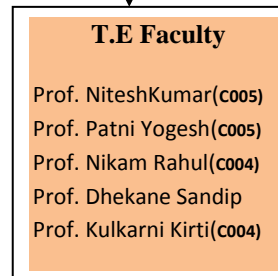 T.E Faculty
Prof. NiteshKumar(C005)
Prof. Patni Yogesh(C005)
Prof. Nikam Rahul(C004)
Prof. Dhekane Sandip
Prof. Kulkarni Kirti(C004)